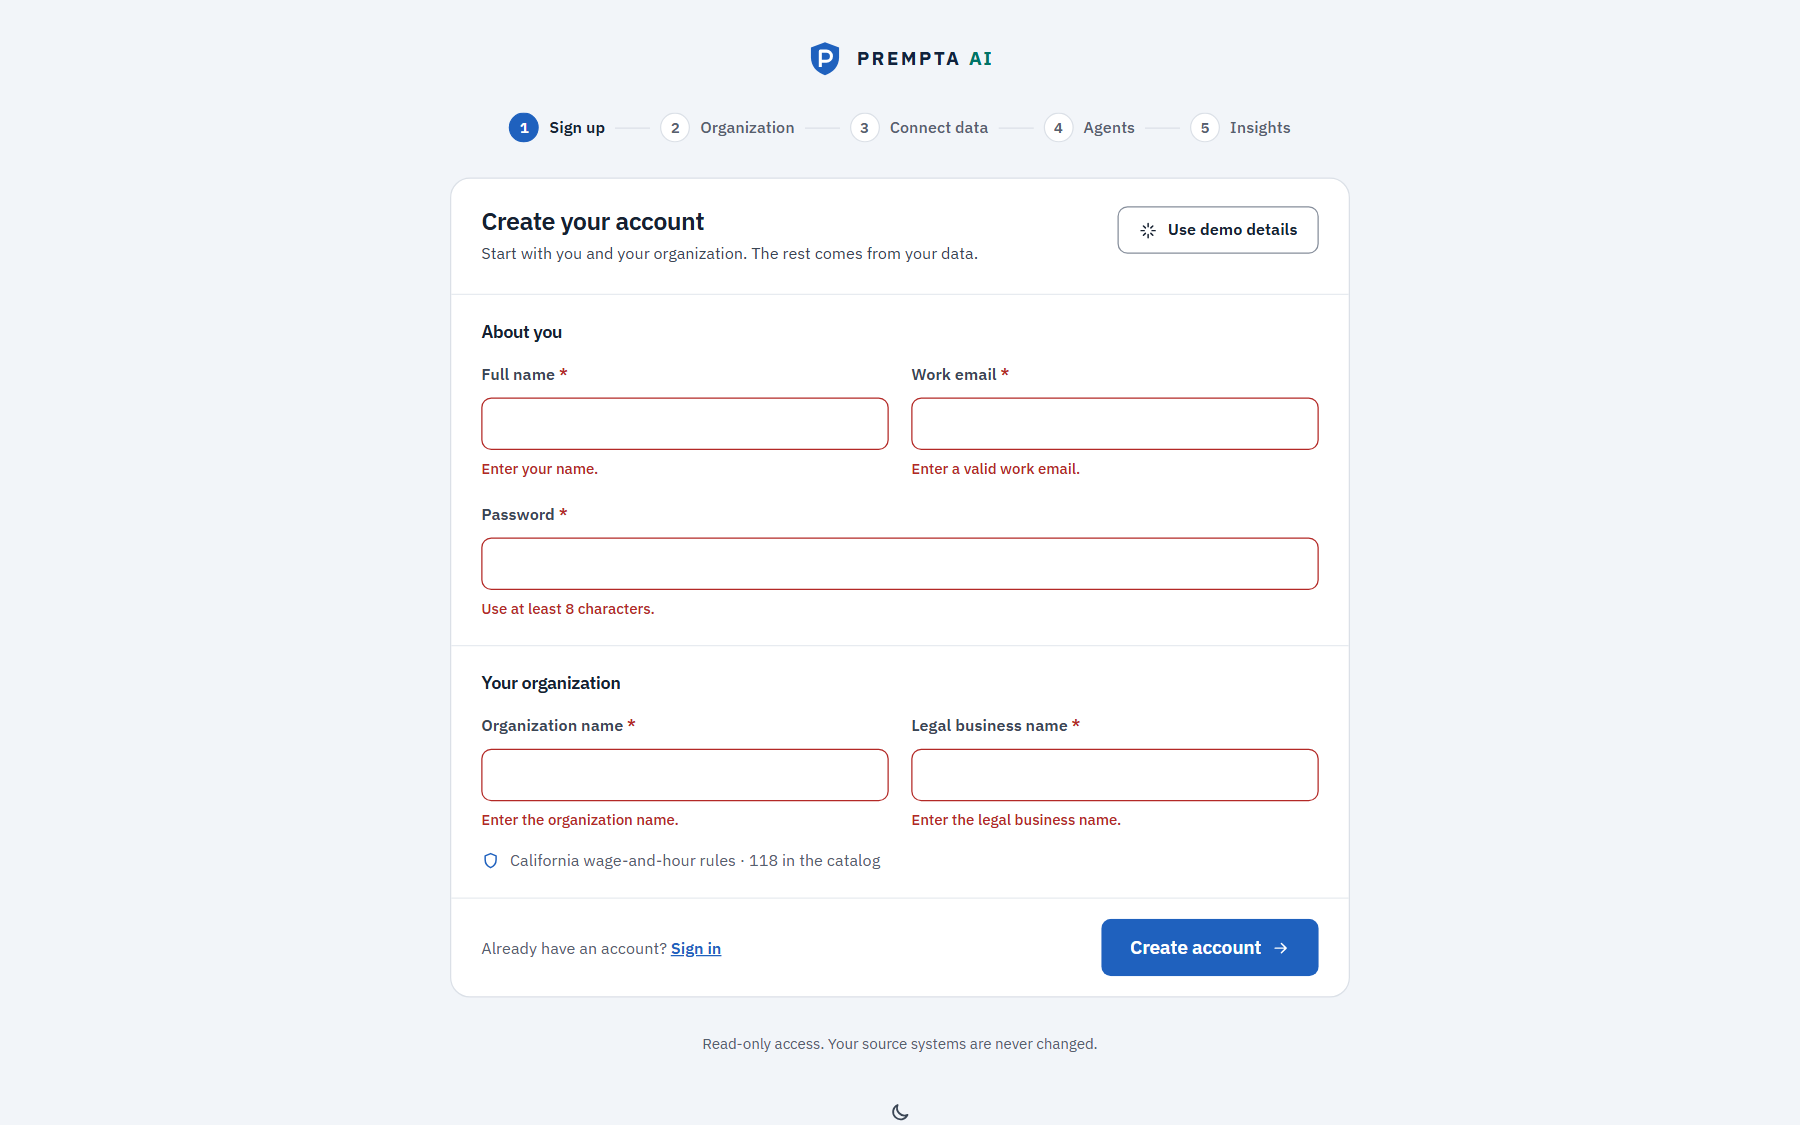 PREMPTA AI
1 Sign up 2 Organization 3 Connect data 4 Agents 5 Insights
Create your account
Use demo details
Start with you and your organization. The rest comes from your data.
About you
Full name * Work email *
Enter your name. Enter a valid work email.
Password *
Use at least 8 characters.
Your organization
Organization name * Legal business name *
Enter the organization name. Enter the legal business name.
California wage-and-hour rules · 118 in the catalog
Already have an account? Sign in
Create account →
Read-only access. Your source systems are never changed.